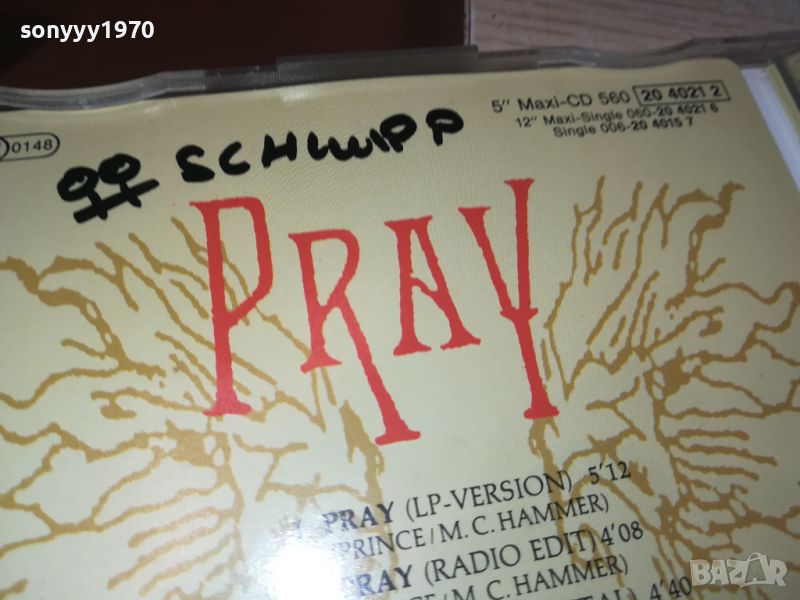 sonyyy1970
5" Maxi-CD 560 20 4021 2
12" Maxi-Single 060-20 4021 6
Single 006-20 4015 7
0148
SCHWIPP
PRAY
PRAY (LP-VERSION) 5'12
PRINCE/M.C. HAMMER)
PRAY (RADIO EDIT) 4'08
CE/M.C. HAMMER)
4'40
BAZAR